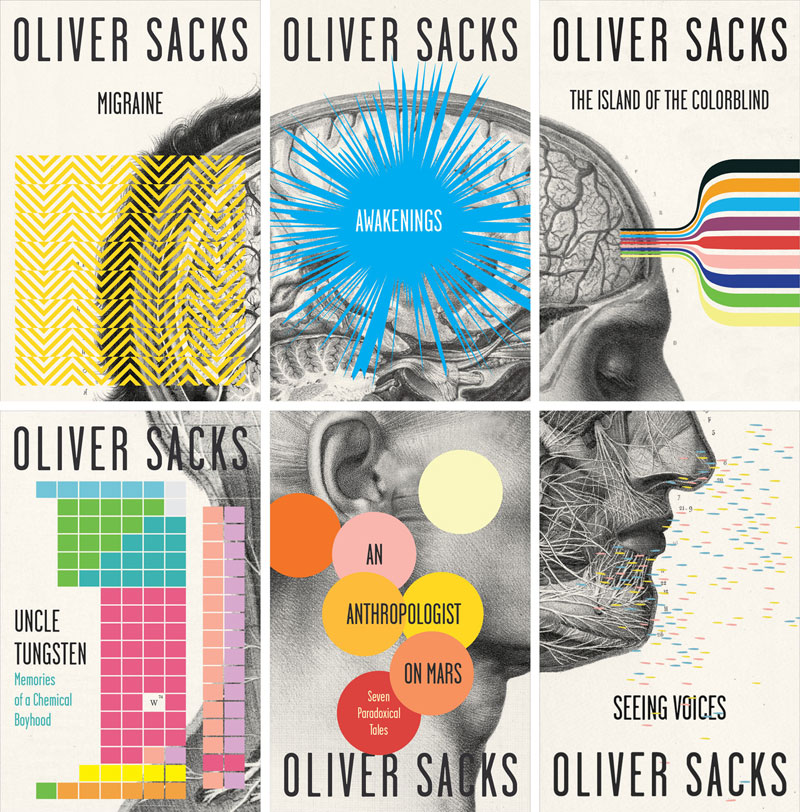 OLIVER SACKS
MIGRAINE
OLIVER SACKS
AWAKENINGS
OLIVER SACKS
THE ISLAND OF THE COLORBLIND
OLIVER SACKS
UNCLE
TUNGSTEN
Memories
of a Chemical
Boyhood
W
74
AN
ANTHROPOLOGIST
ON MARS
Seven
Paradoxical
Tales
OLIVER SACKS
SEEING VOICES
OLIVER SACKS